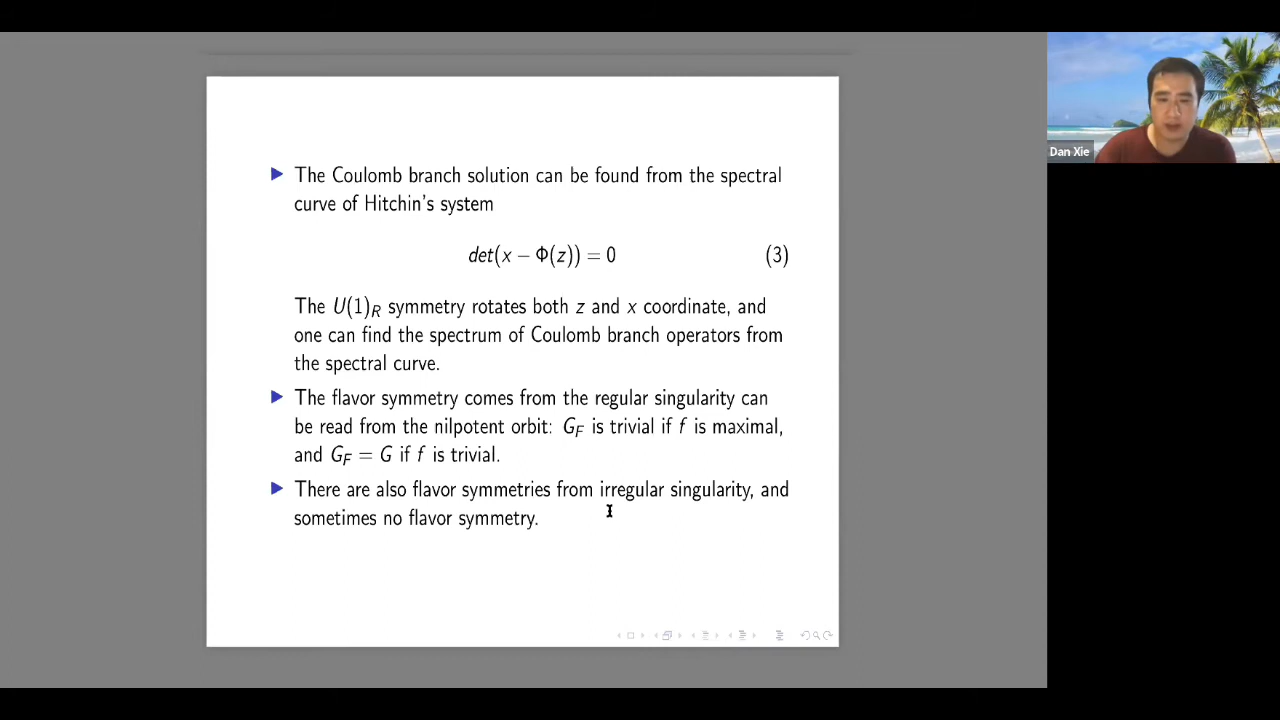 The Coulomb branch solution can be found from the spectral
curve of Hitchin's system
det(x − Φ(z)) = 0 (3)
The U(1)_R symmetry rotates both z and x coordinate, and
one can find the spectrum of Coulomb branch operators from
the spectral curve.
The flavor symmetry comes from the regular singularity can
be read from the nilpotent orbit: G_F is trivial if f is maximal,
and G_F = G if f is trivial.
There are also flavor symmetries from irregular singularity, and
sometimes no flavor symmetry.
Dan Xie